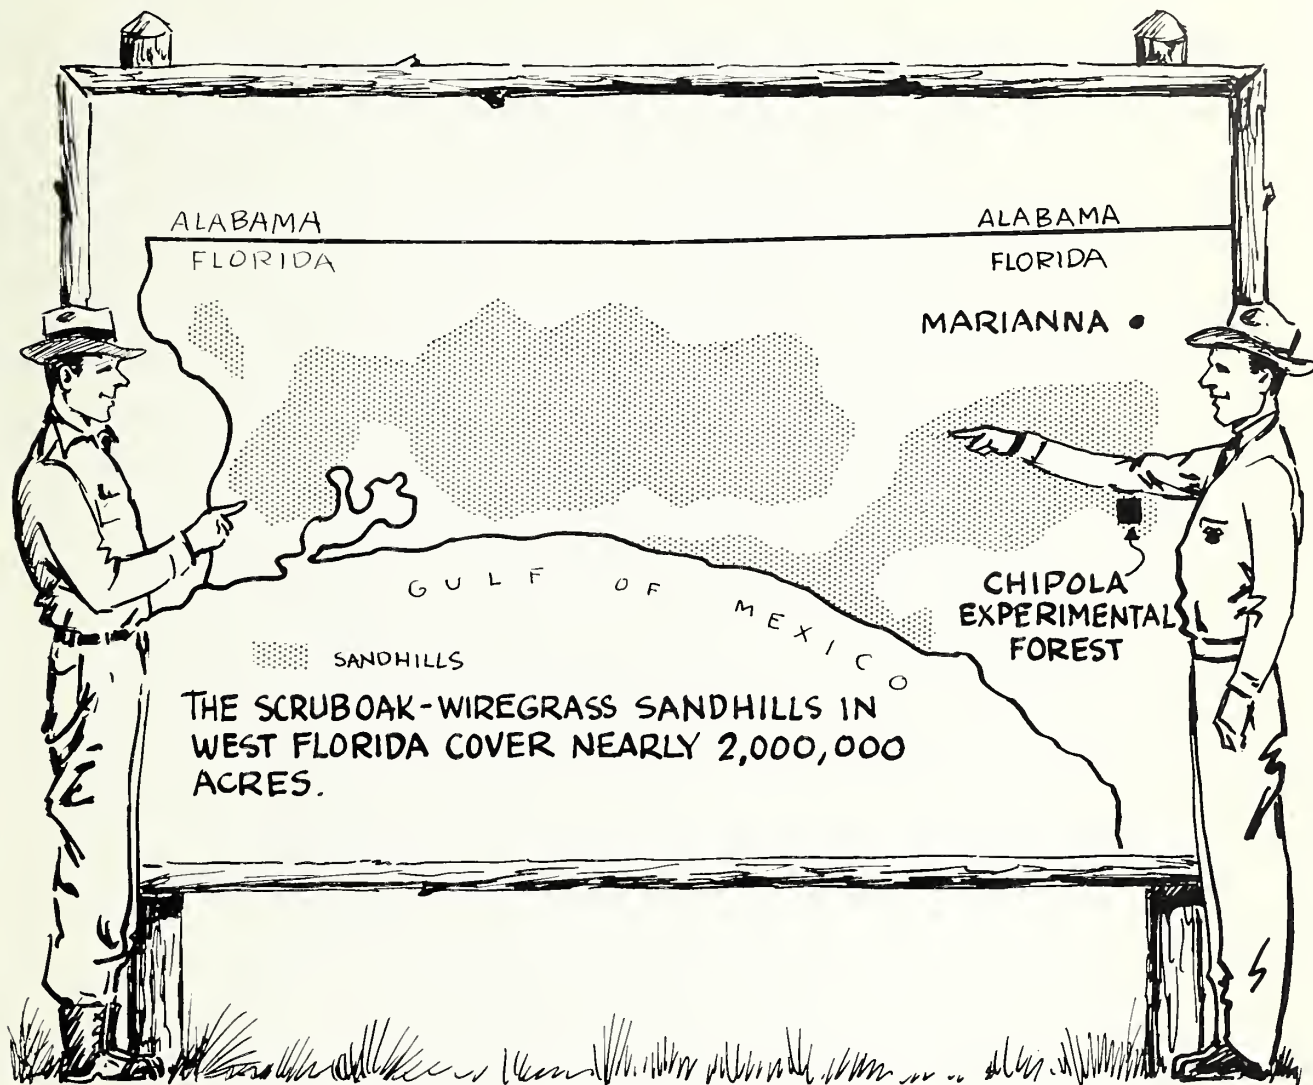 ALABAMA
ALABAMA
FLORIDA
FLORIDA
MARIANNA
GULF OF MEXICO
CHIPOLA
EXPERIMENTAL
FOREST
SANDHILLS
THE SCRUBOAK-WIREGRASS SANDHILLS IN
WEST FLORIDA COVER NEARLY 2,000,000
ACRES.